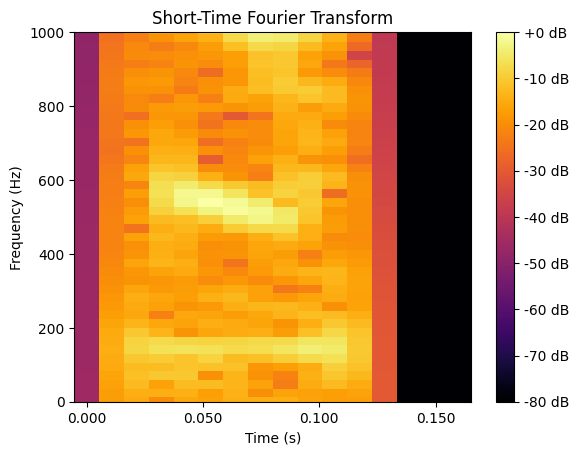 Short-Time Fourier Transform
Frequency (Hz)
1000
800
600
400
200
0
0.000
0.050
0.100
0.150
Time (s)
+0 dB
-10 dB
-20 dB
-30 dB
-40 dB
-50 dB
-60 dB
-70 dB
-80 dB